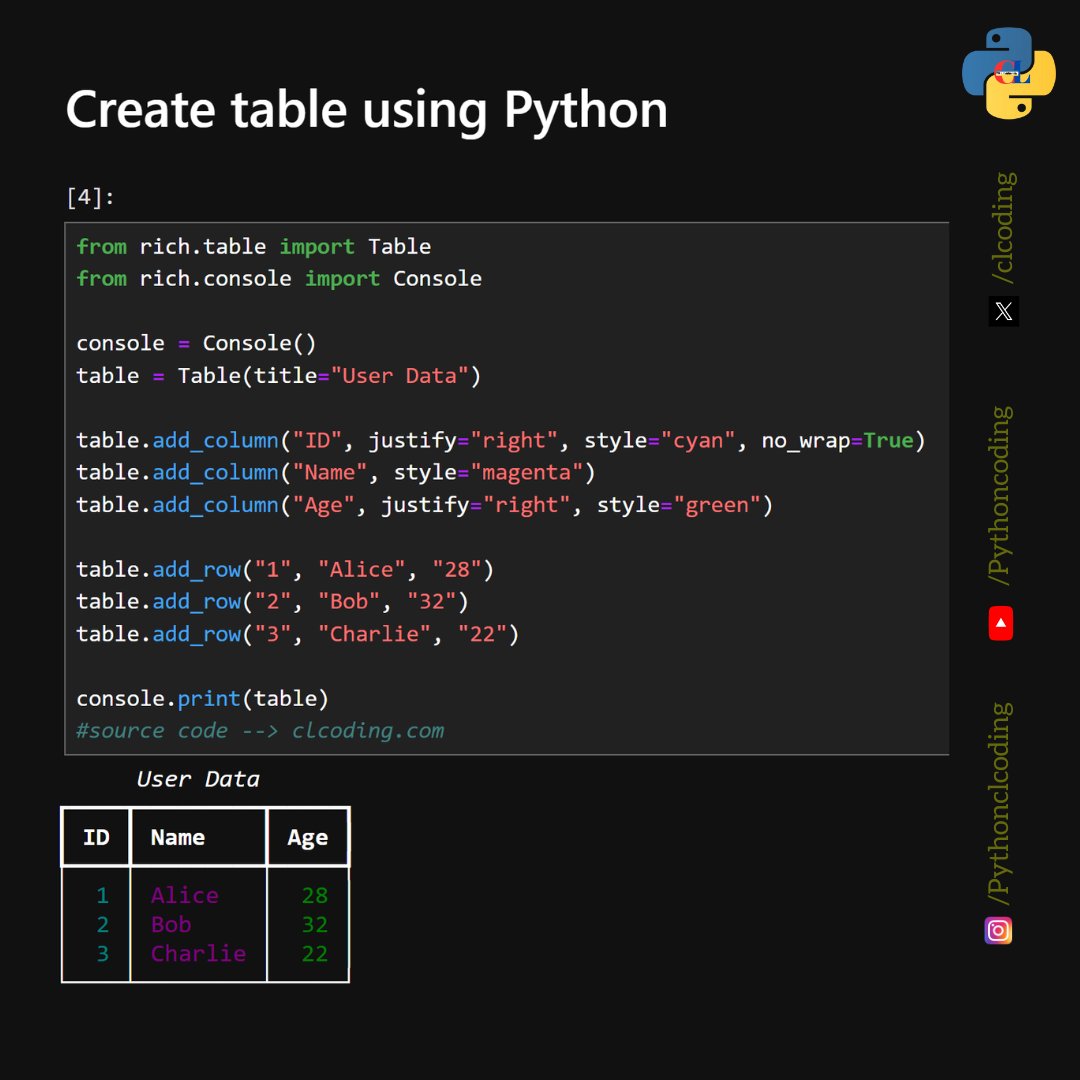 Create table using Python
[4]:
from rich.table import Table
from rich.console import Console
console = Console()
table = Table(title="User Data")
table.add_column("ID", justify="right", style="cyan", no_wrap=True)
table.add_column("Name", style="magenta")
table.add_column("Age", justify="right", style="green")
table.add_row("1", "Alice", "28")
table.add_row("2", "Bob", "32")
table.add_row("3", "Charlie", "22")
console.print(table)
#source code --> clcoding.com
User Data
ID Name Age
1 Alice 28
2 Bob 32
3 Charlie 22
CL
/clcoding
X
/Pythoncoding
/Pythonclcoding